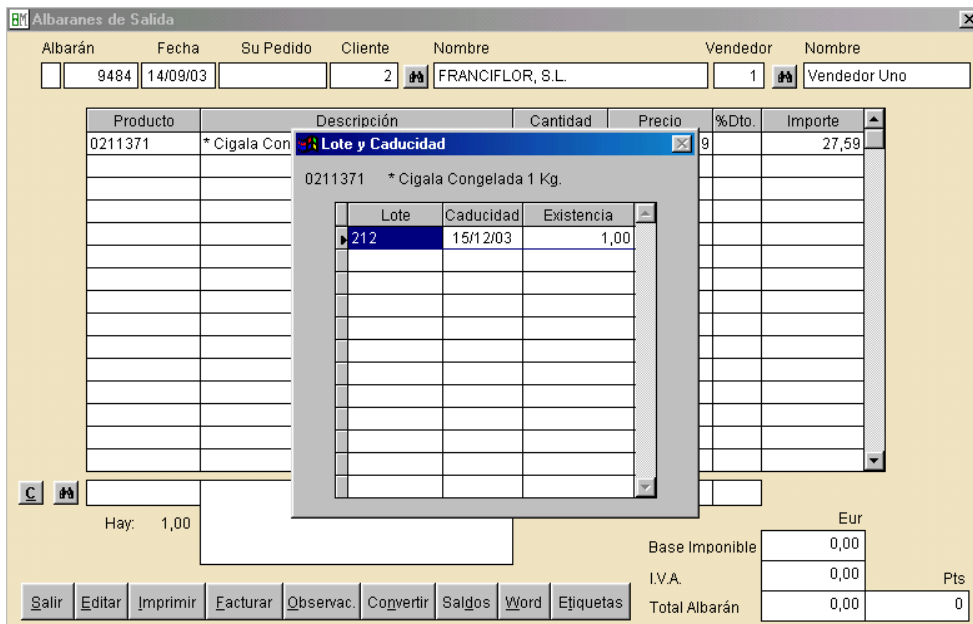 BM Albaranes de Salida
Albarán Fecha Su Pedido Cliente Nombre Vendedor Nombre
9484 14/09/03 2 FRANCIFLOR, S.L. 1 Vendedor Uno
Producto Descripción Cantidad Precio %Dto. Importe
0211371 * Cigala Con 9 27,59
Lote y Caducidad
0211371 * Cigala Congelada 1 Kg.
Lote Caducidad Existencia
212 15/12/03 1,00
C
Hay: 1,00
Eur
Base Imponible 0,00
I.V.A. 0,00 Pts
Total Albarán 0,00 0
Salir Editar Imprimir Facturar Observac. Convertir Saldos Word Etiquetas